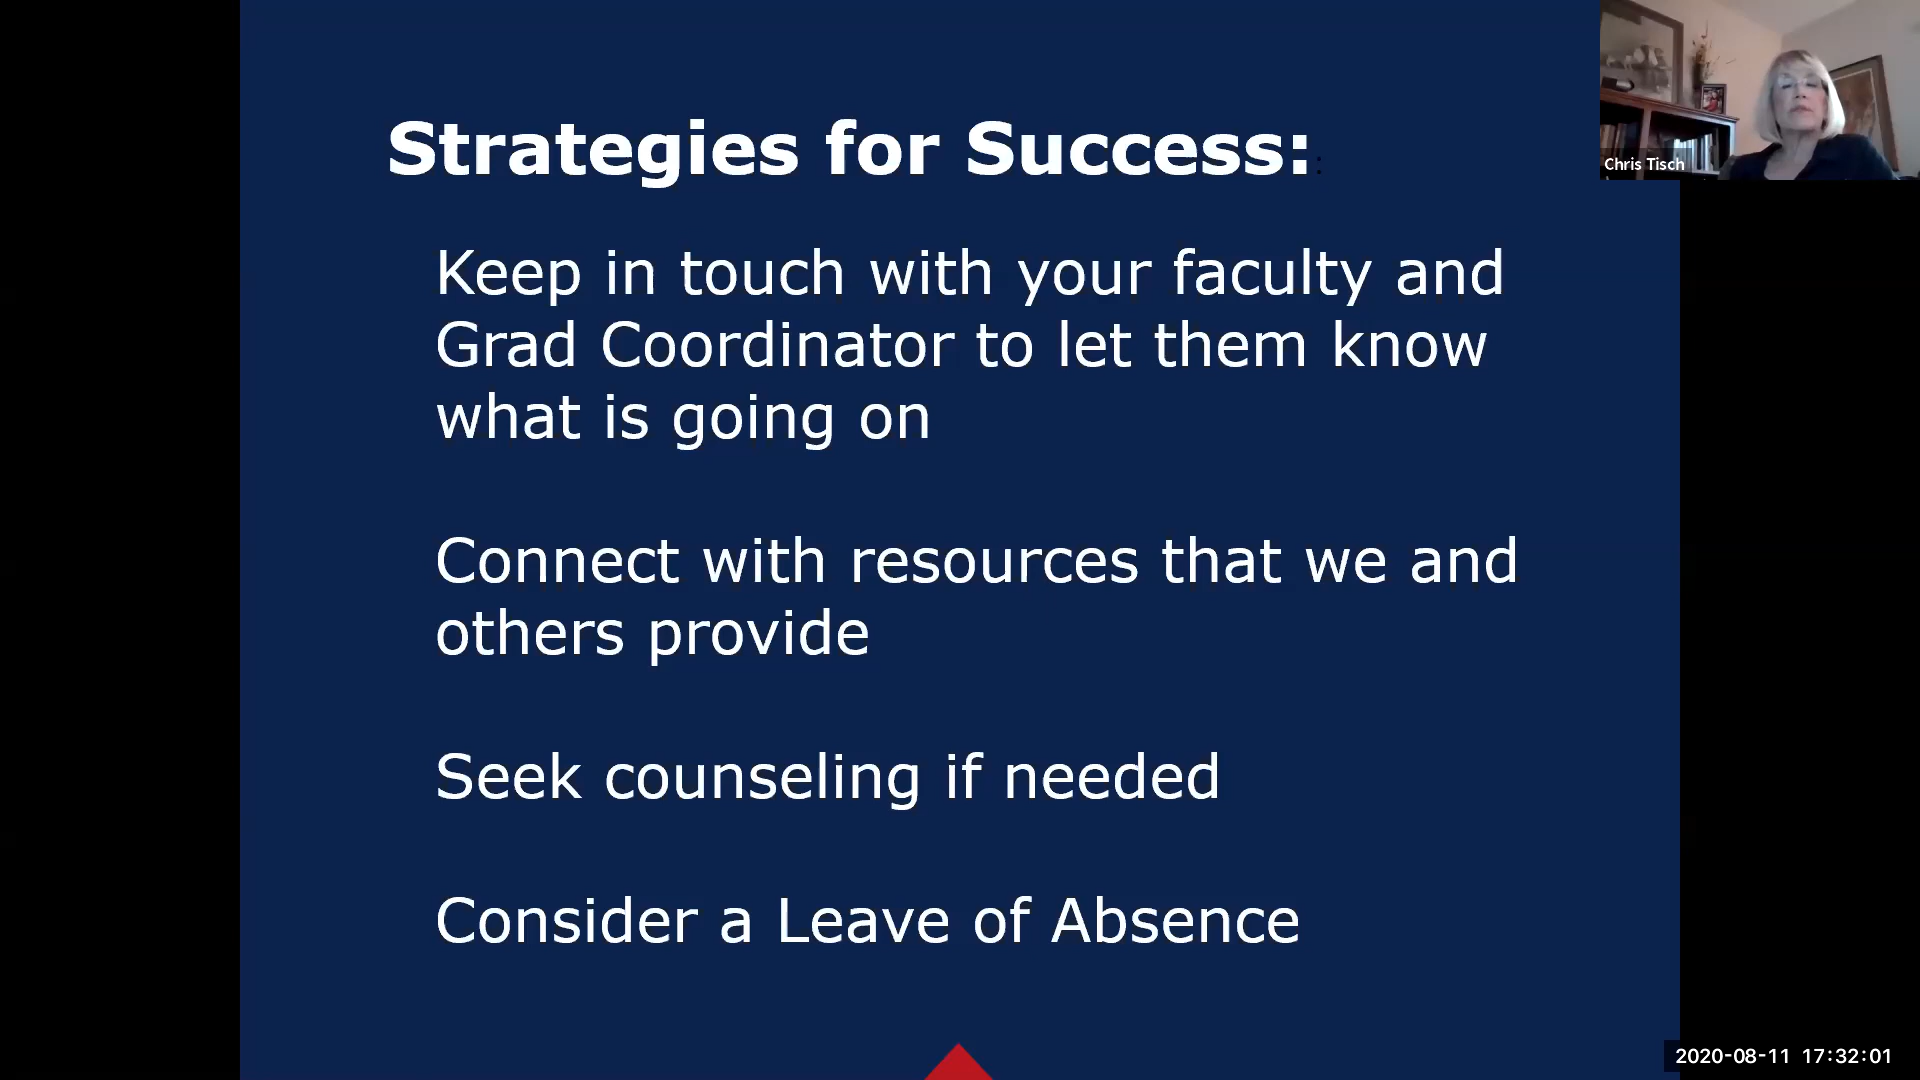 Strategies for Success::
Keep in touch with your faculty and
Grad Coordinator to let them know
what is going on
Connect with resources that we and
others provide
Seek counseling if needed
Consider a Leave of Absence
Chris Tisch
2020-08-11 17:32:01